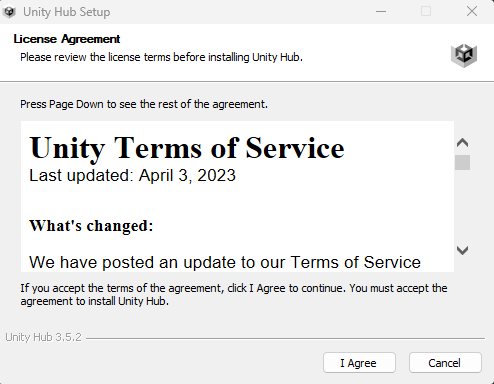 Unity Hub Setup
License Agreement
Please review the license terms before installing Unity Hub.
Press Page Down to see the rest of the agreement.
Unity Terms of Service
Last updated: April 3, 2023
What's changed:
We have posted an update to our Terms of Service
If you accept the terms of the agreement, click I Agree to continue. You must accept the
agreement to install Unity Hub.
Unity Hub 3.5.2
I Agree
Cancel